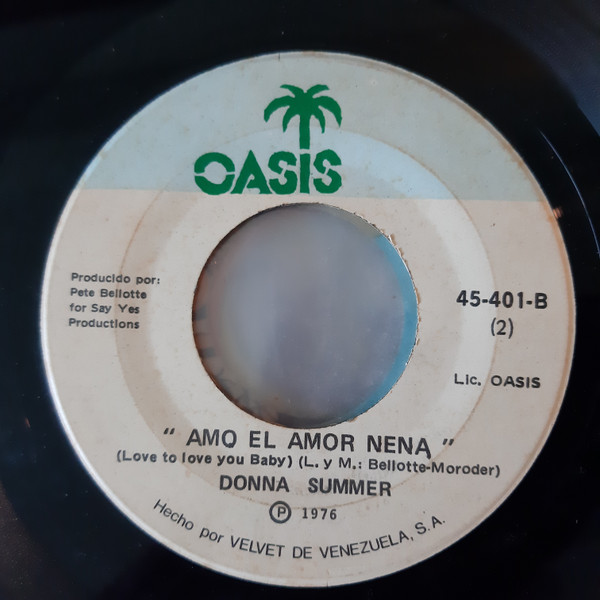 OASIS
Producido por:
Pete Bellotte
for Say Yes
Productions
45-401-B
(2)
Lic. OASIS
" AMO EL AMOR NENA "
(Love to love you Baby) (L. y M.: Bellotte-Moroder)
DONNA SUMMER
Ⓟ 1976
Hecho por VELVET DE VENEZUELA, S.A.